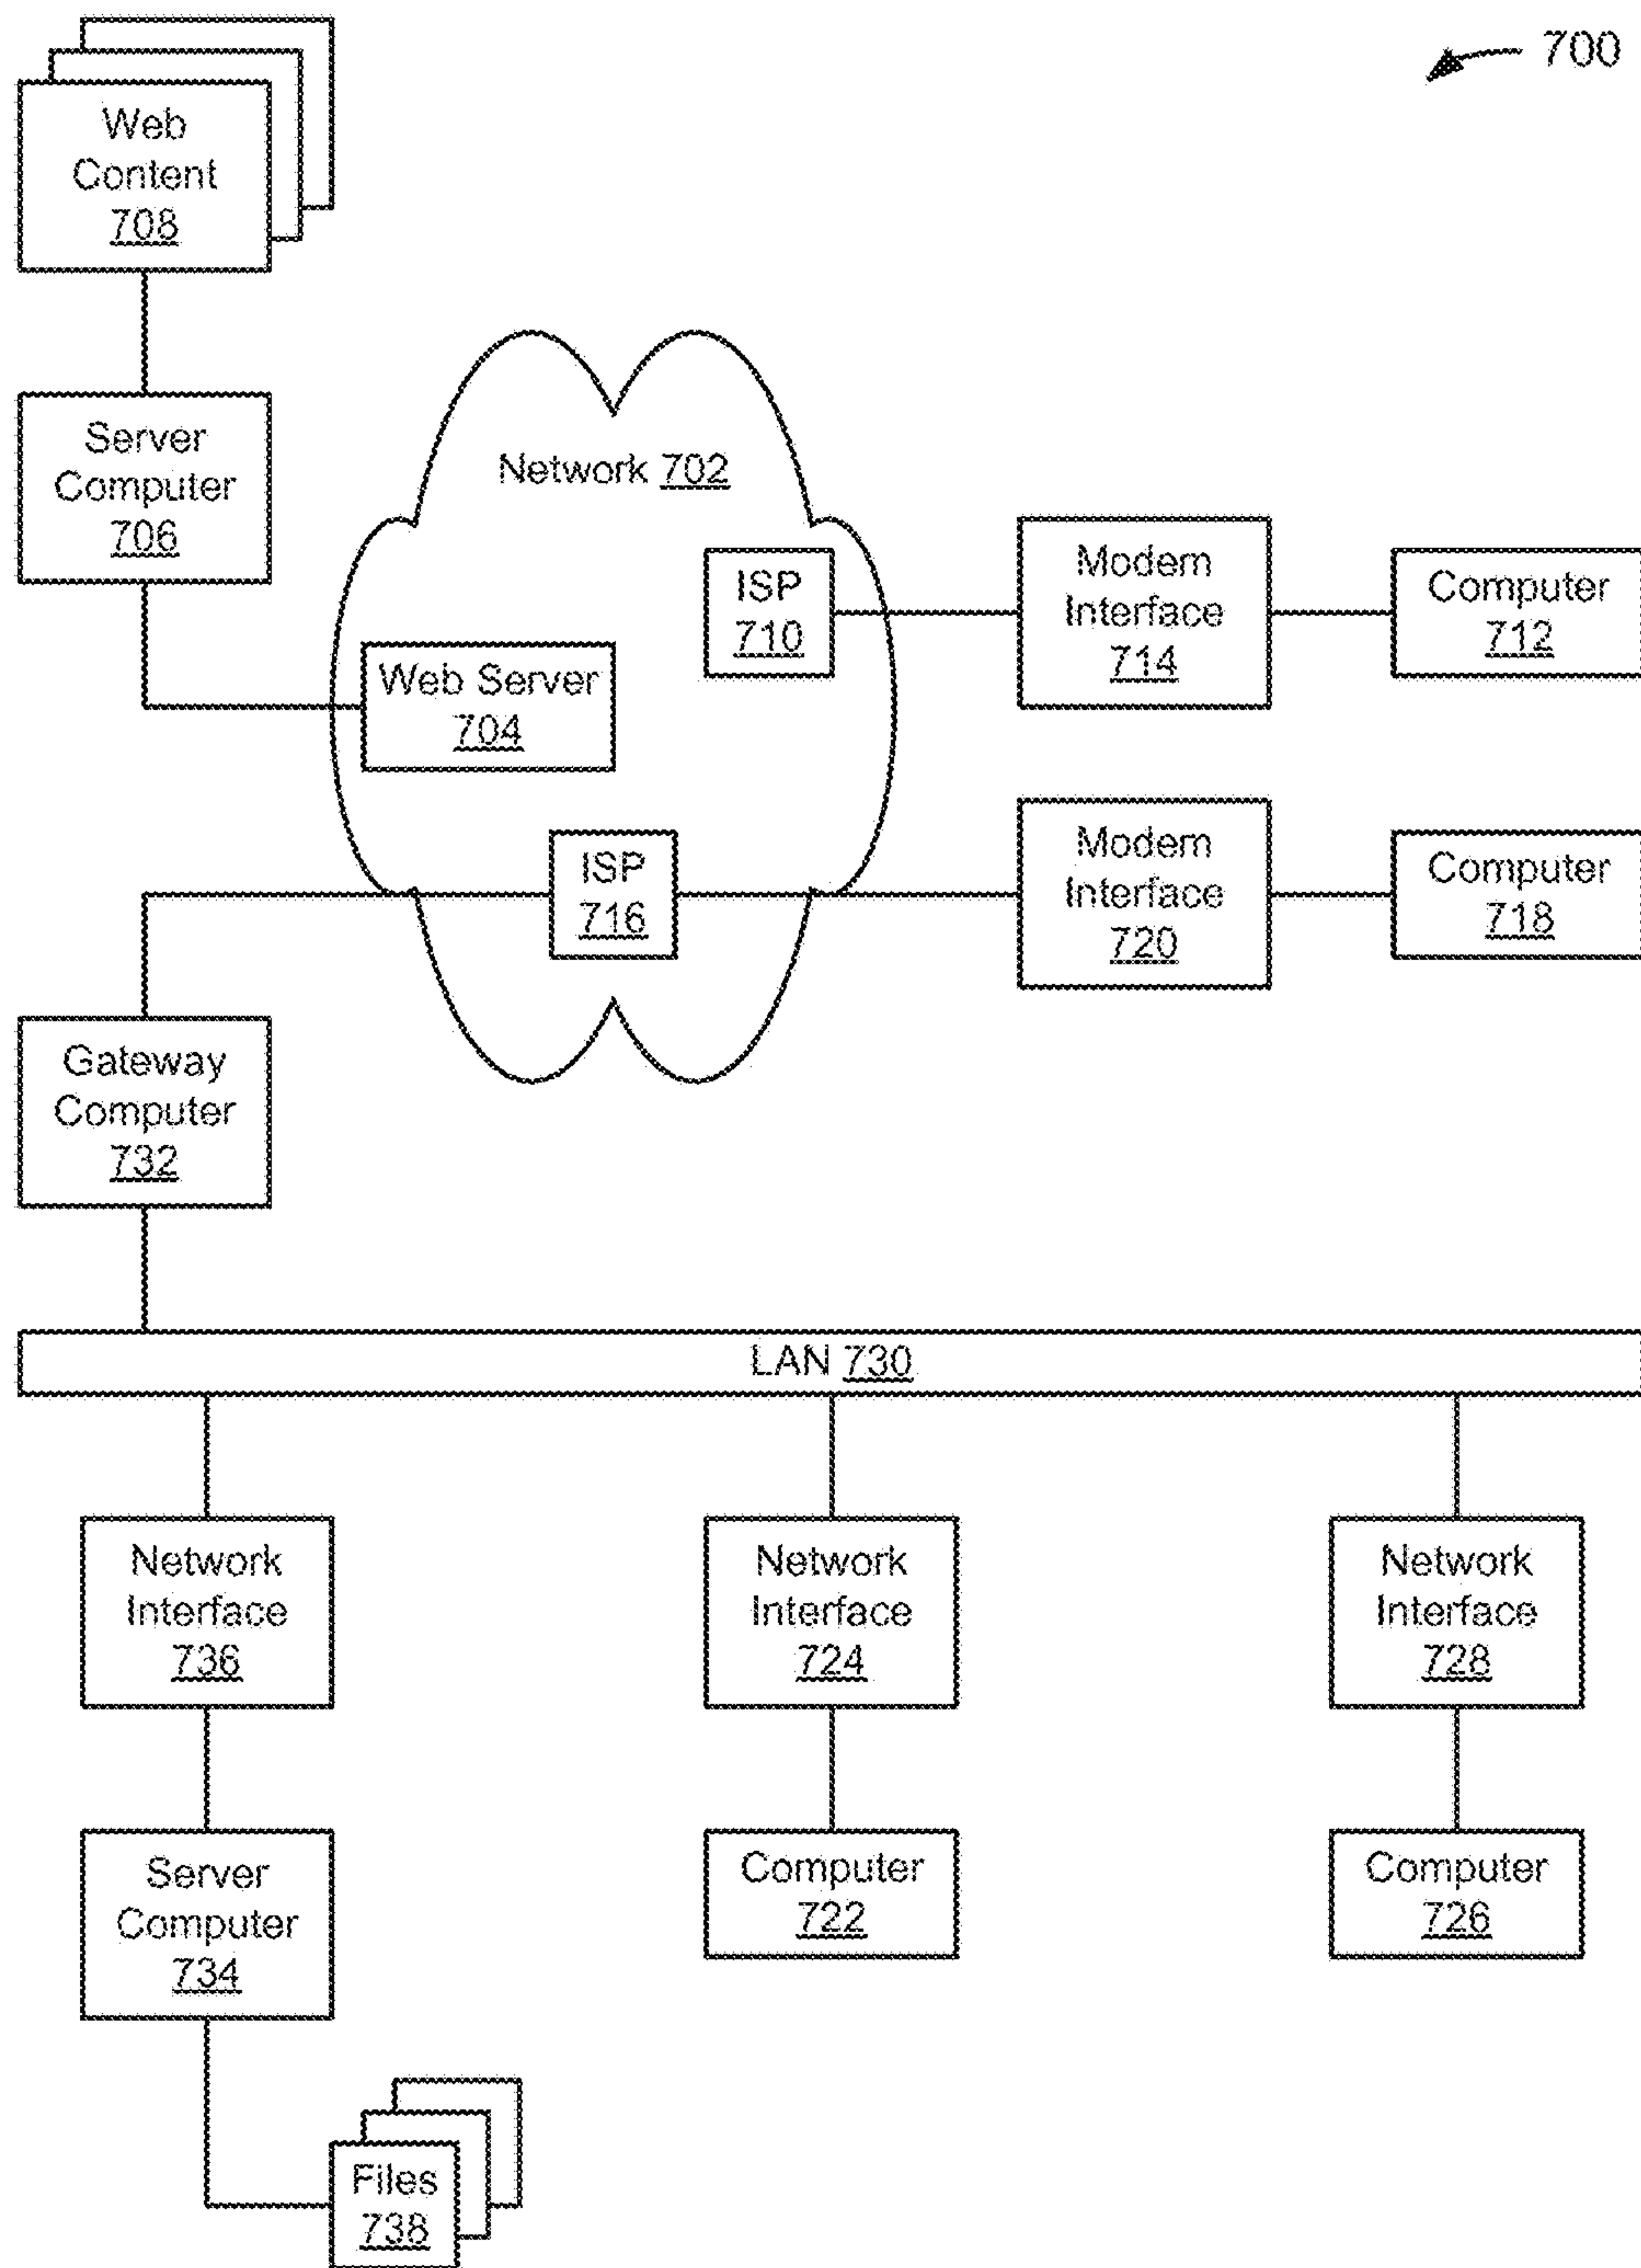 700
Web
Content
708
Server
Computer
706
Network 702
ISP
710
Modem
Interface
714
Computer
712
Web Server
704
ISP
716
Modem
Interface
720
Computer
718
Gateway
Computer
732
LAN 730
Network
Interface
736
Network
Interface
724
Network
Interface
728
Server
Computer
734
Computer
722
Computer
726
Files
738